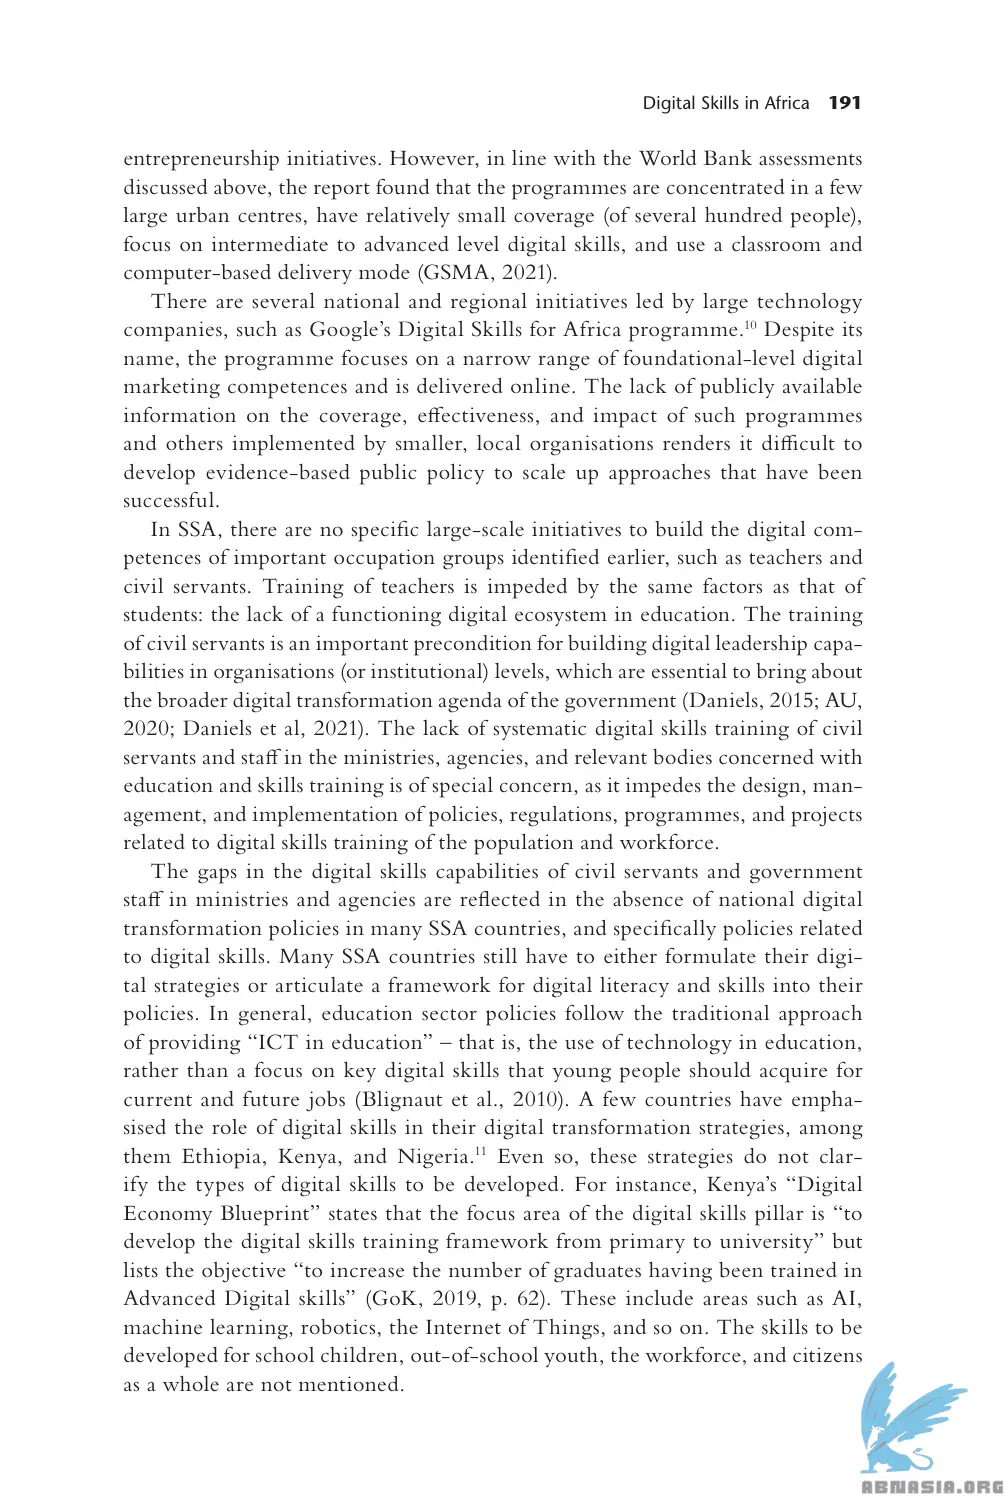 Digital Skills in Africa 191
entrepreneurship initiatives. However, in line with the World Bank assessments
discussed above, the report found that the programmes are concentrated in a few
large urban centres, have relatively small coverage (of several hundred people),
focus on intermediate to advanced level digital skills, and use a classroom and
computer-based delivery mode (GSMA, 2021).
There are several national and regional initiatives led by large technology
companies, such as Google’s Digital Skills for Africa programme.10 Despite its
name, the programme focuses on a narrow range of foundational-level digital
marketing competences and is delivered online. The lack of publicly available
information on the coverage, effectiveness, and impact of such programmes
and others implemented by smaller, local organisations renders it difficult to
develop evidence-based public policy to scale up approaches that have been
successful.
In SSA, there are no specific large-scale initiatives to build the digital com-
petences of important occupation groups identified earlier, such as teachers and
civil servants. Training of teachers is impeded by the same factors as that of
students: the lack of a functioning digital ecosystem in education. The training
of civil servants is an important precondition for building digital leadership capa-
bilities in organisations (or institutional) levels, which are essential to bring about
the broader digital transformation agenda of the government (Daniels, 2015; AU,
2020; Daniels et al, 2021). The lack of systematic digital skills training of civil
servants and staff in the ministries, agencies, and relevant bodies concerned with
education and skills training is of special concern, as it impedes the design, man-
agement, and implementation of policies, regulations, programmes, and projects
related to digital skills training of the population and workforce.
The gaps in the digital skills capabilities of civil servants and government
staff in ministries and agencies are reflected in the absence of national digital
transformation policies in many SSA countries, and specifically policies related
to digital skills. Many SSA countries still have to either formulate their digi-
tal strategies or articulate a framework for digital literacy and skills into their
policies. In general, education sector policies follow the traditional approach
of providing “ICT in education” – that is, the use of technology in education,
rather than a focus on key digital skills that young people should acquire for
current and future jobs (Blignaut et al., 2010). A few countries have empha-
sised the role of digital skills in their digital transformation strategies, among
them Ethiopia, Kenya, and Nigeria.11 Even so, these strategies do not clar-
ify the types of digital skills to be developed. For instance, Kenya’s “Digital
Economy Blueprint” states that the focus area of the digital skills pillar is “to
develop the digital skills training framework from primary to university” but
lists the objective “to increase the number of graduates having been trained in
Advanced Digital skills” (GoK, 2019, p. 62). These include areas such as AI,
machine learning, robotics, the Internet of Things, and so on. The skills to be
developed for school children, out-of-school youth, the workforce, and citizens
as a whole are not mentioned.
ABNASIA.ORG